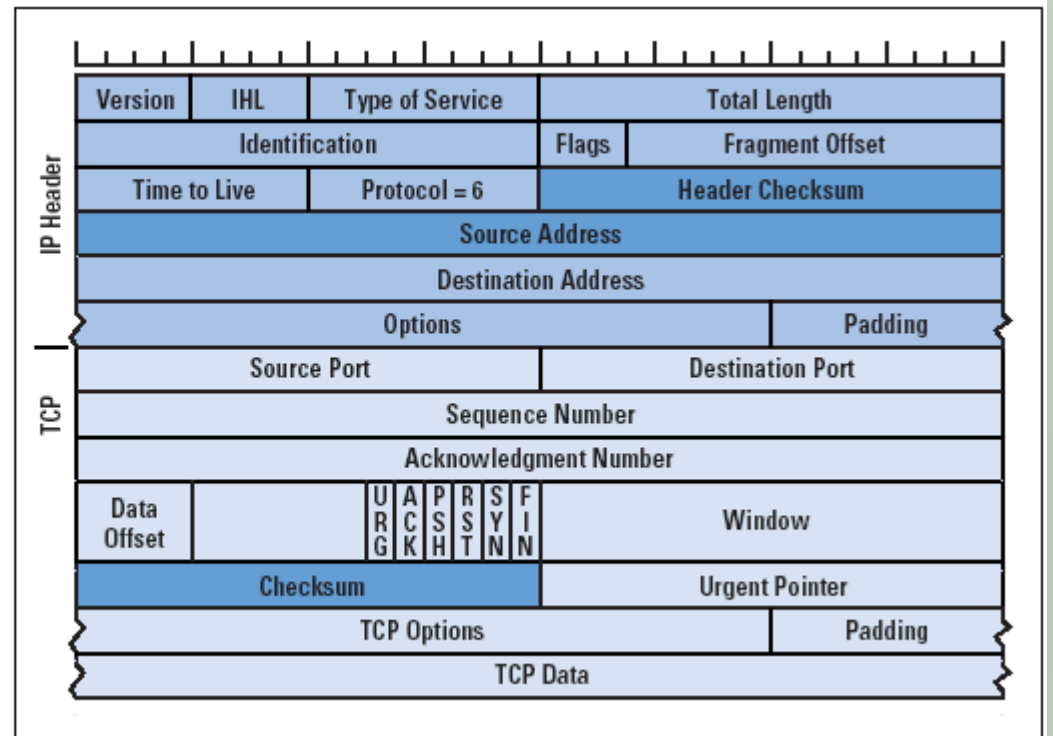 Version IHL Type of Service Total Length
Identification Flags Fragment Offset
Time to Live Protocol = 6 Header Checksum
Source Address
Destination Address
Options Padding
IP Header
Source Port Destination Port
Sequence Number
Acknowledgment Number
Data Offset URG ACK PSH RST SYN FIN Window
Checksum Urgent Pointer
TCP Options Padding
TCP Data
TCP